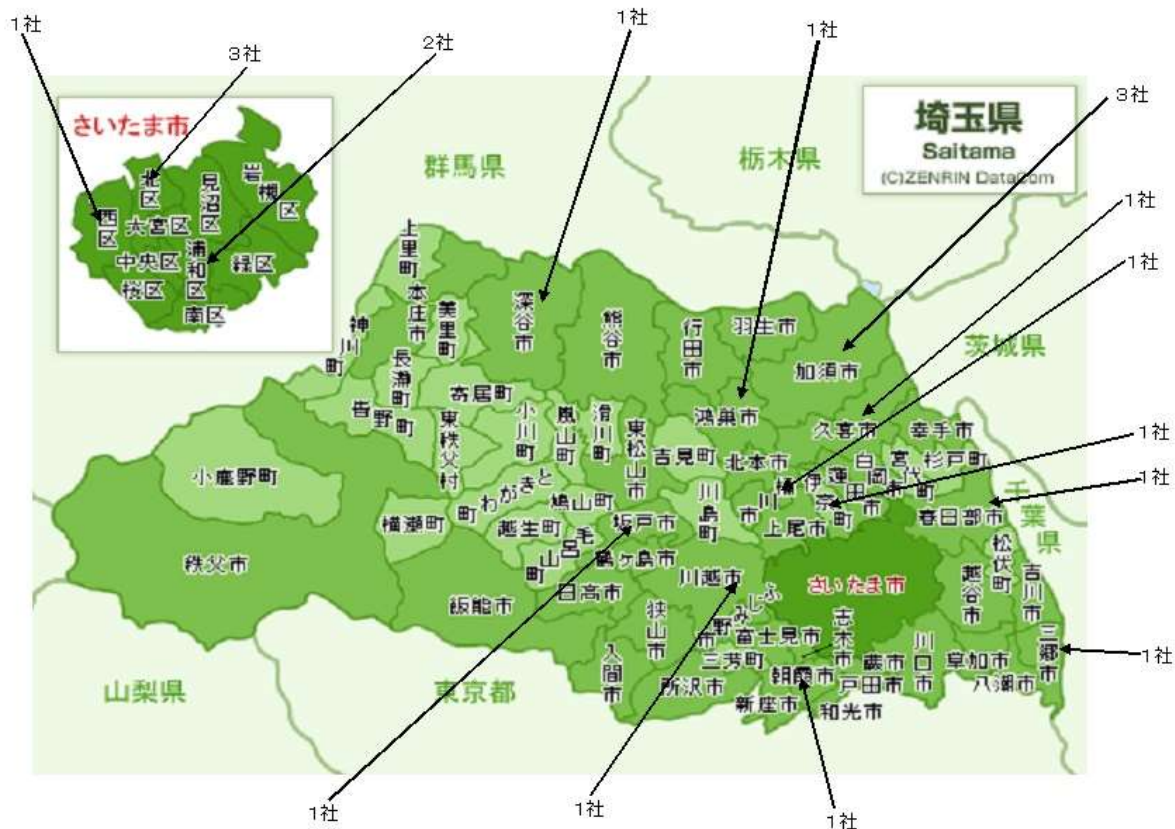 1社
3社
2社
1社
1社
3社
1社
1社
1社
1社
1社
1社
1社
1社
さいたま市
北区
見沼区
岩槻区
西区
大宮区
中央区
浦和区
緑区
桜区
南区
埼玉県
Saitama
(C)ZENRIN DataCom
群馬県
栃木県
茨城県
千葉県
東京都
山梨県
上里町
本庄市
美里町
神川町
深谷市
熊谷市
行田市
羽生市
加須市
長瀞町
皆野町
寄居町
東秩父村
小川町
嵐山町
滑川町
東松山市
吉見町
鴻巣市
北本市
久喜市
幸手市
白岡市
宮代町
杉戸町
蓮田市
伊奈町
桶川市
上尾市
春日部市
小鹿野町
横瀬町
秩父市
ときがわ町
鳩山町
越生町
毛呂山町
坂戸市
鶴ヶ島市
川島町
川越市
日高市
飯能市
狭山市
入間市
所沢市
ふじみ野市
富士見市
三芳町
志木市
朝霞市
新座市
和光市
さいたま市
蕨市
戸田市
川口市
草加市
八潮市
越谷市
松伏町
吉川市
三郷市